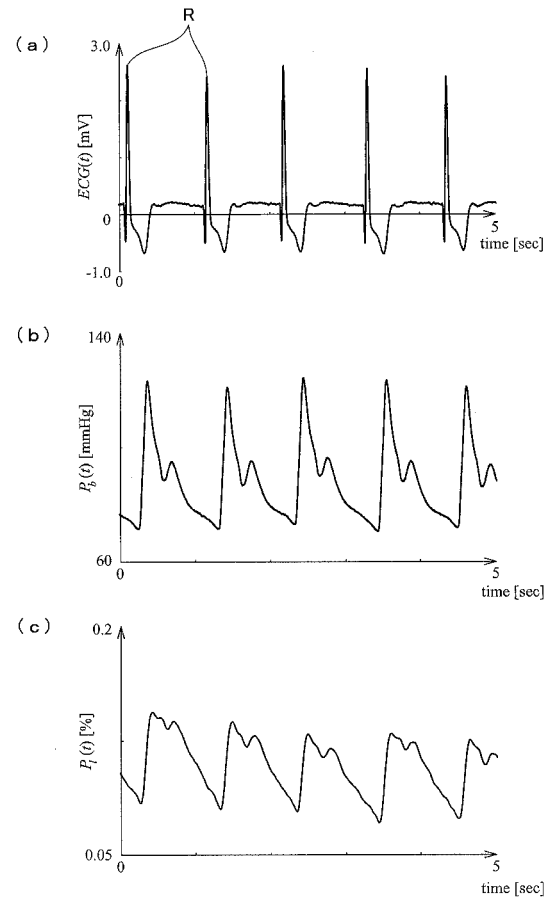 R
(a)
3.0
ECG(t) [mV]
0
-1.0
0
5
time [sec]
(b)
140
P_b(t) [mmHg]
60
0
5
time [sec]
(c)
0.2
P_l(t) [%]
0.05
0
5
time [sec]